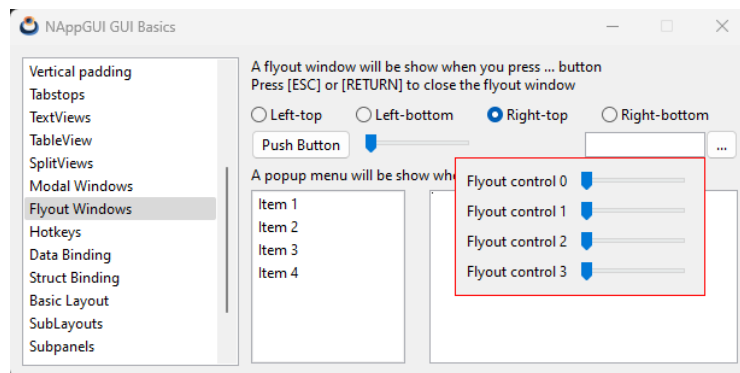 NAppGUI GUI Basics
Vertical padding
Tabstops
TextViews
TableView
SplitViews
Modal Windows
Flyout Windows
Hotkeys
Data Binding
Struct Binding
Basic Layout
SubLayouts
Subpanels
A flyout window will be show when you press ... button
Press [ESC] or [RETURN] to close the flyout window
Left-top Left-bottom Right-top Right-bottom
Push Button ...
A popup menu will be show
Item 1
Item 2
Item 3
Item 4
Flyout control 0
Flyout control 1
Flyout control 2
Flyout control 3